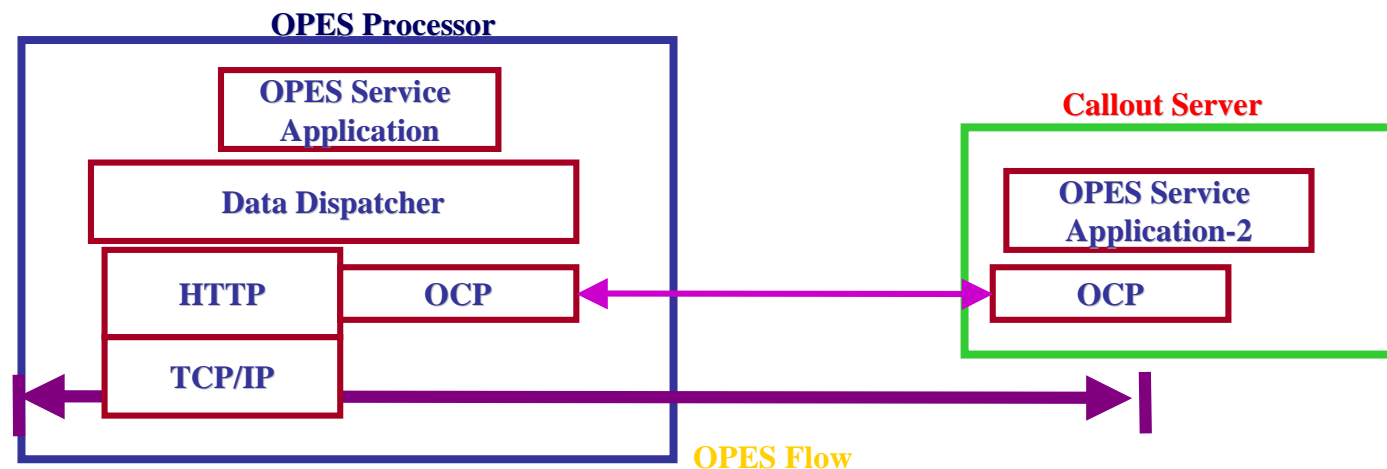 OPES Processor
OPES Service
Application
Data Dispatcher
HTTP
OCP
TCP/IP
OPES Flow
Callout Server
OPES Service
Application-2
OCP